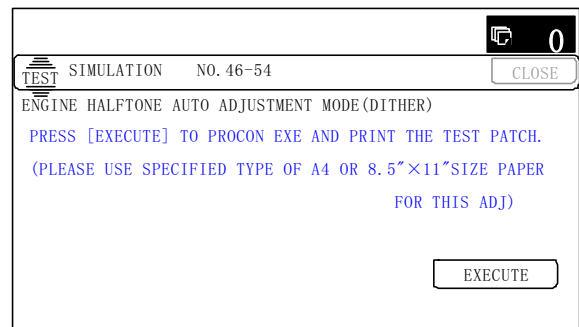 0
TEST SIMULATION NO. 46-54 CLOSE
ENGINE HALFTONE AUTO ADJUSTMENT MODE(DITHER)
PRESS [EXECUTE] TO PROCON EXE AND PRINT THE TEST PATCH.
(PLEASE USE SPECIFIED TYPE OF A4 OR 8.5″×11″SIZE PAPER
FOR THIS ADJ)
EXECUTE